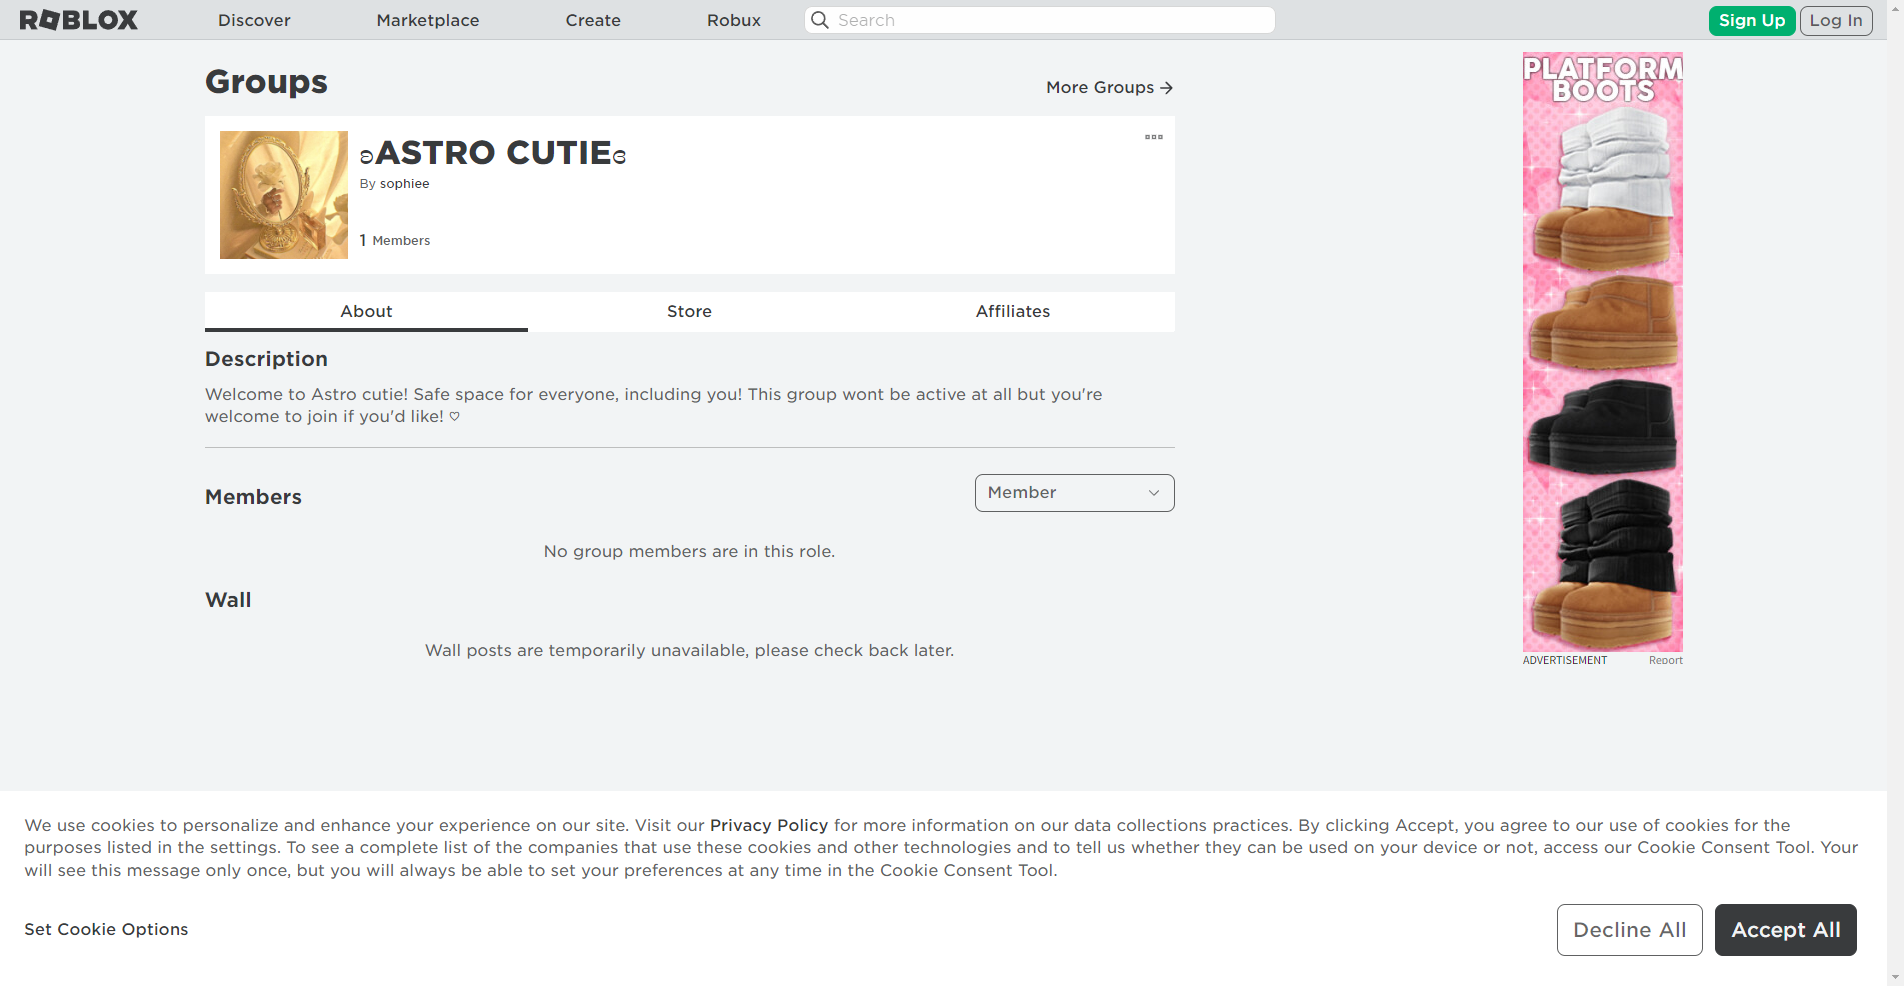 ROBLOX
Discover
Marketplace
Create
Robux
Search
Sign Up
Log In
Groups
More Groups
ʚASTRO CUTIEɞ
By sophiee
1 Members
About
Store
Affiliates
Description
Welcome to Astro cutie! Safe space for everyone, including you! This group wont be active at all but you're
welcome to join if you'd like! ♡
Members
Member
No group members are in this role.
Wall
Wall posts are temporarily unavailable, please check back later.
PLATFORM
BOOTS
ADVERTISEMENT
Report
We use cookies to personalize and enhance your experience on our site. Visit our Privacy Policy for more information on our data collections practices. By clicking Accept, you agree to our use of cookies for the
purposes listed in the settings. To see a complete list of the companies that use these cookies and other technologies and to tell us whether they can be used on your device or not, access our Cookie Consent Tool. Your
will see this message only once, but you will always be able to set your preferences at any time in the Cookie Consent Tool.
Set Cookie Options
Decline All
Accept All